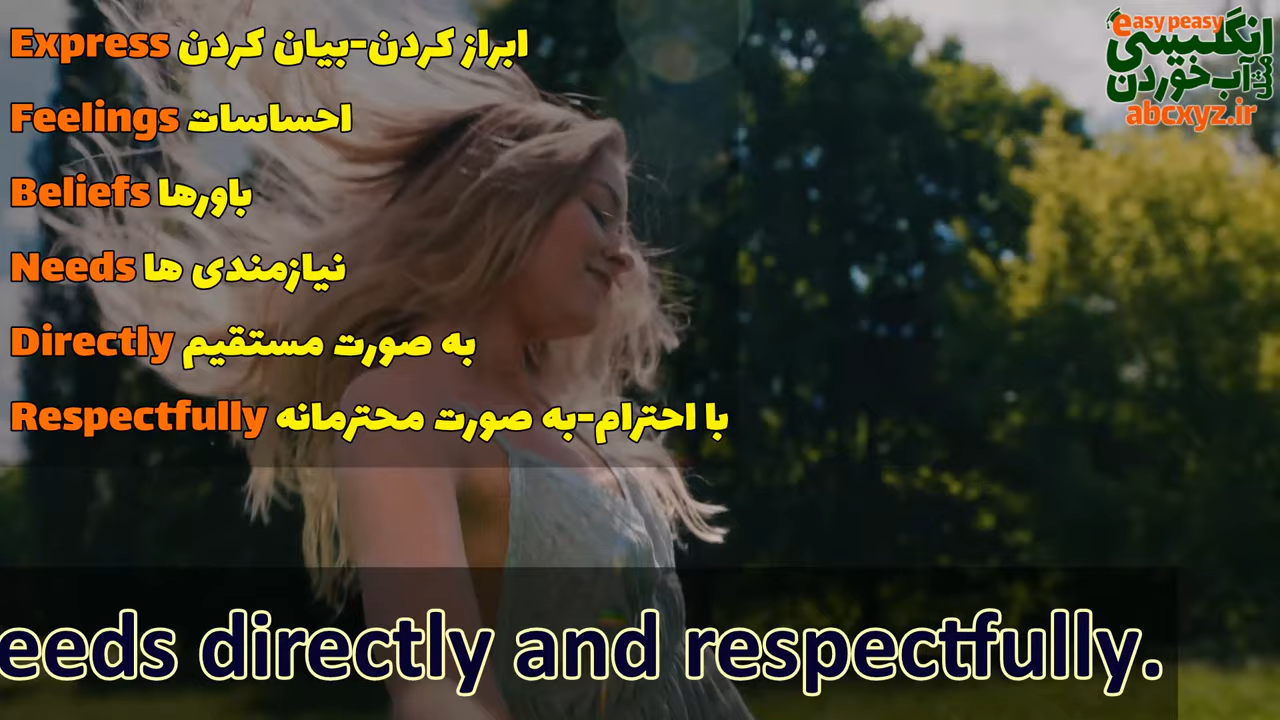 Express ابراز کردن-بیان کردن
Feelings احساسات
Beliefs باورها
Needs نیازمندی ها
Directly به صورت مستقیم
Respectfully با احترام-به صورت محترمانه
easy peasy
انگلیسی
مثل آب خوردن
abcxyz.ir
eeds directly and respectfully.